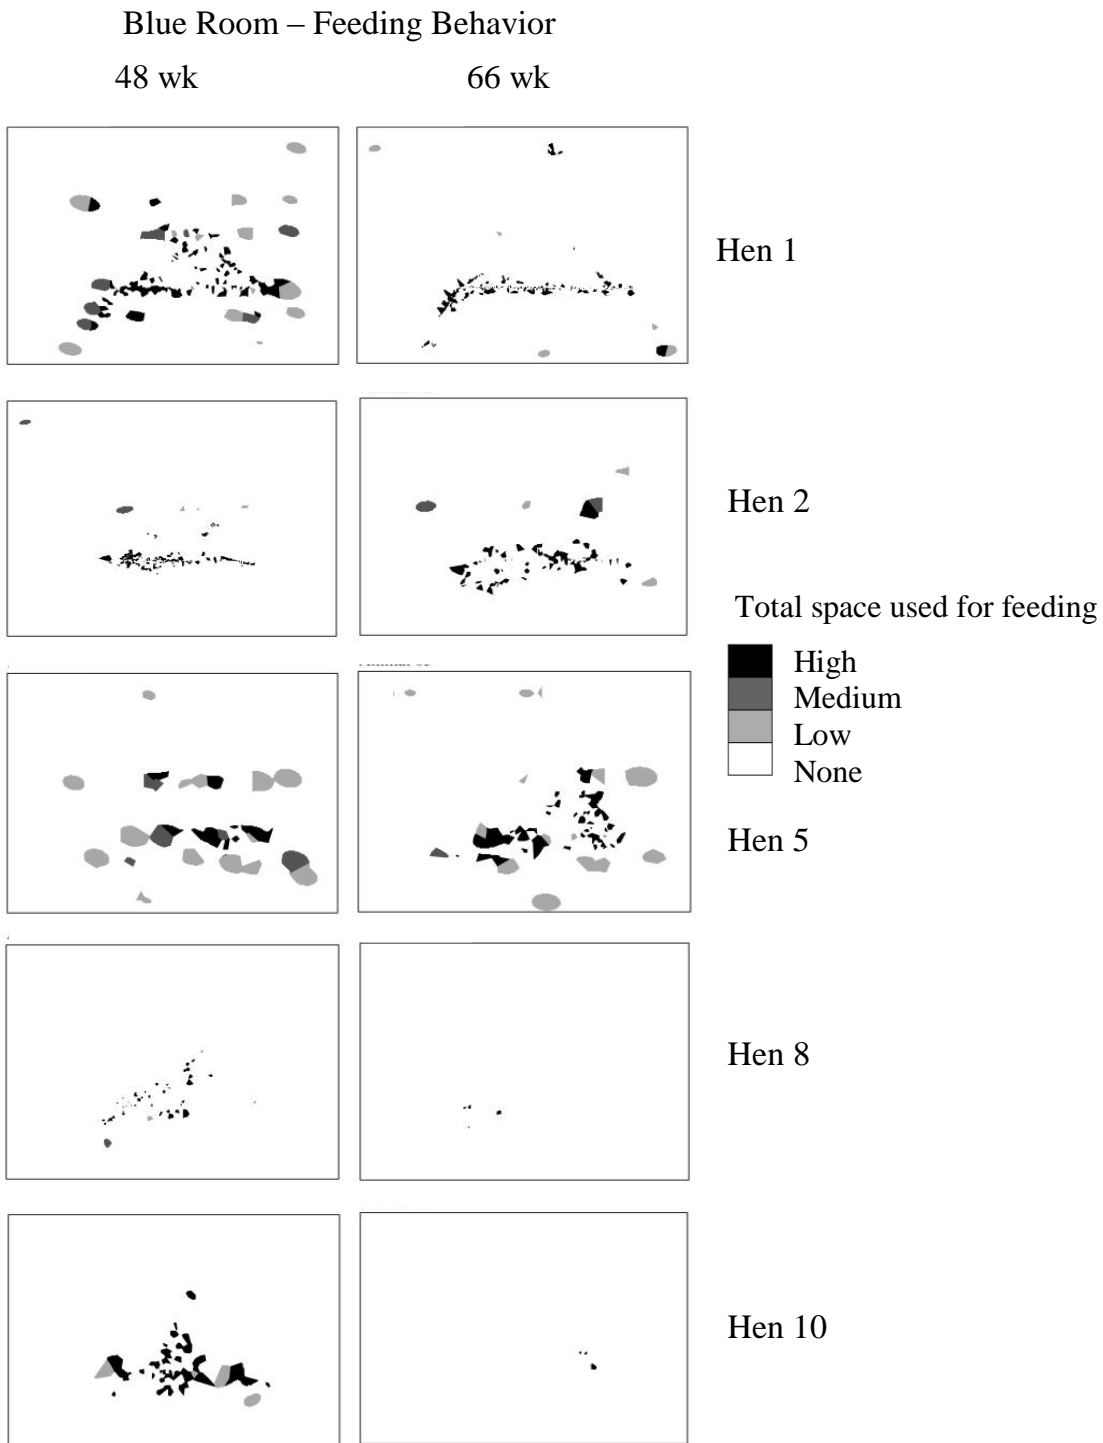 Blue Room – Feeding Behavior
48 wk
66 wk
Hen 1
Hen 2
Total space used for feeding
High
Medium
Low
None
Hen 5
Hen 8
Hen 10